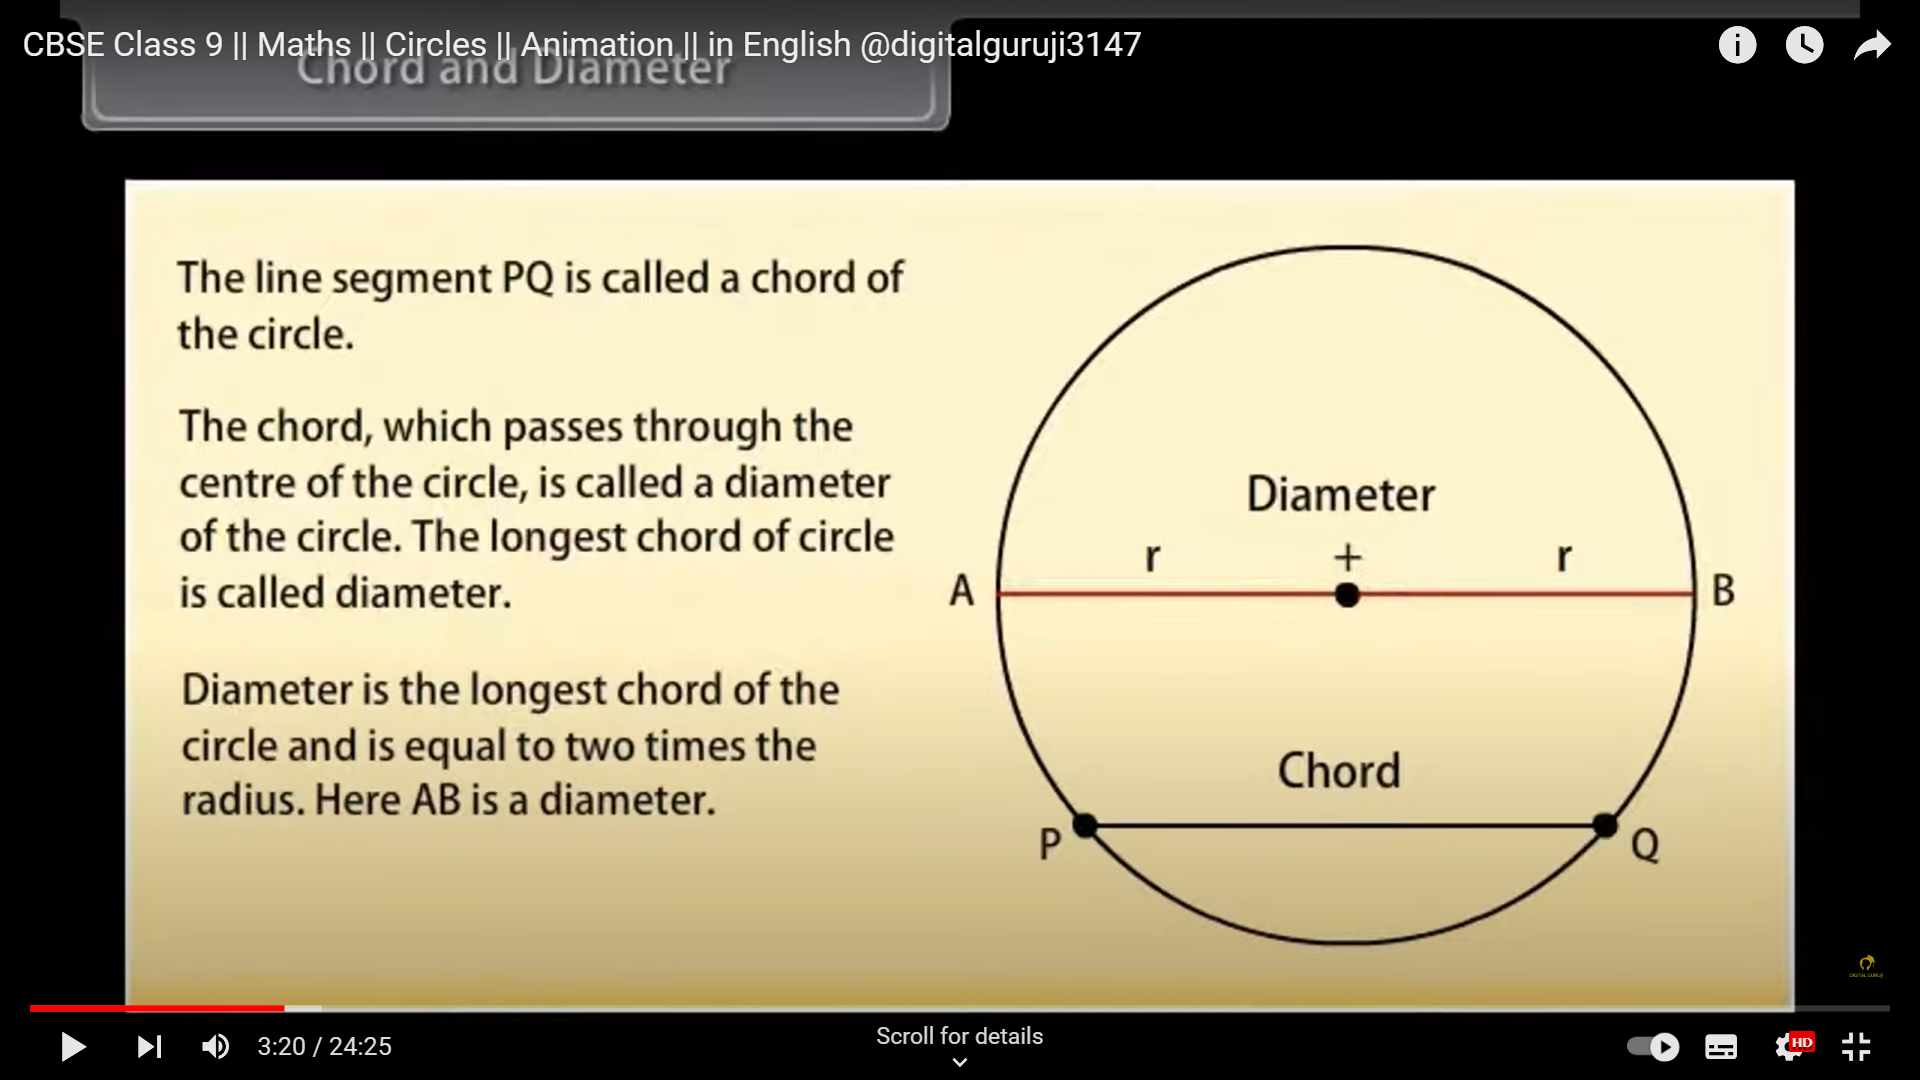 CBSE Class 9 || Maths || Circles || Animation || in English @digitalguruji3147
Chord and Diameter
The line segment PQ is called a chord of
the circle.
The chord, which passes through the
centre of the circle, is called a diameter
of the circle. The longest chord of circle
is called diameter.
Diameter is the longest chord of the
circle and is equal to two times the
radius. Here AB is a diameter.
Diameter
r + r
A B
Chord
P Q
DIGITAL GURUJI
3:20 / 24:25
Scroll for details
HD